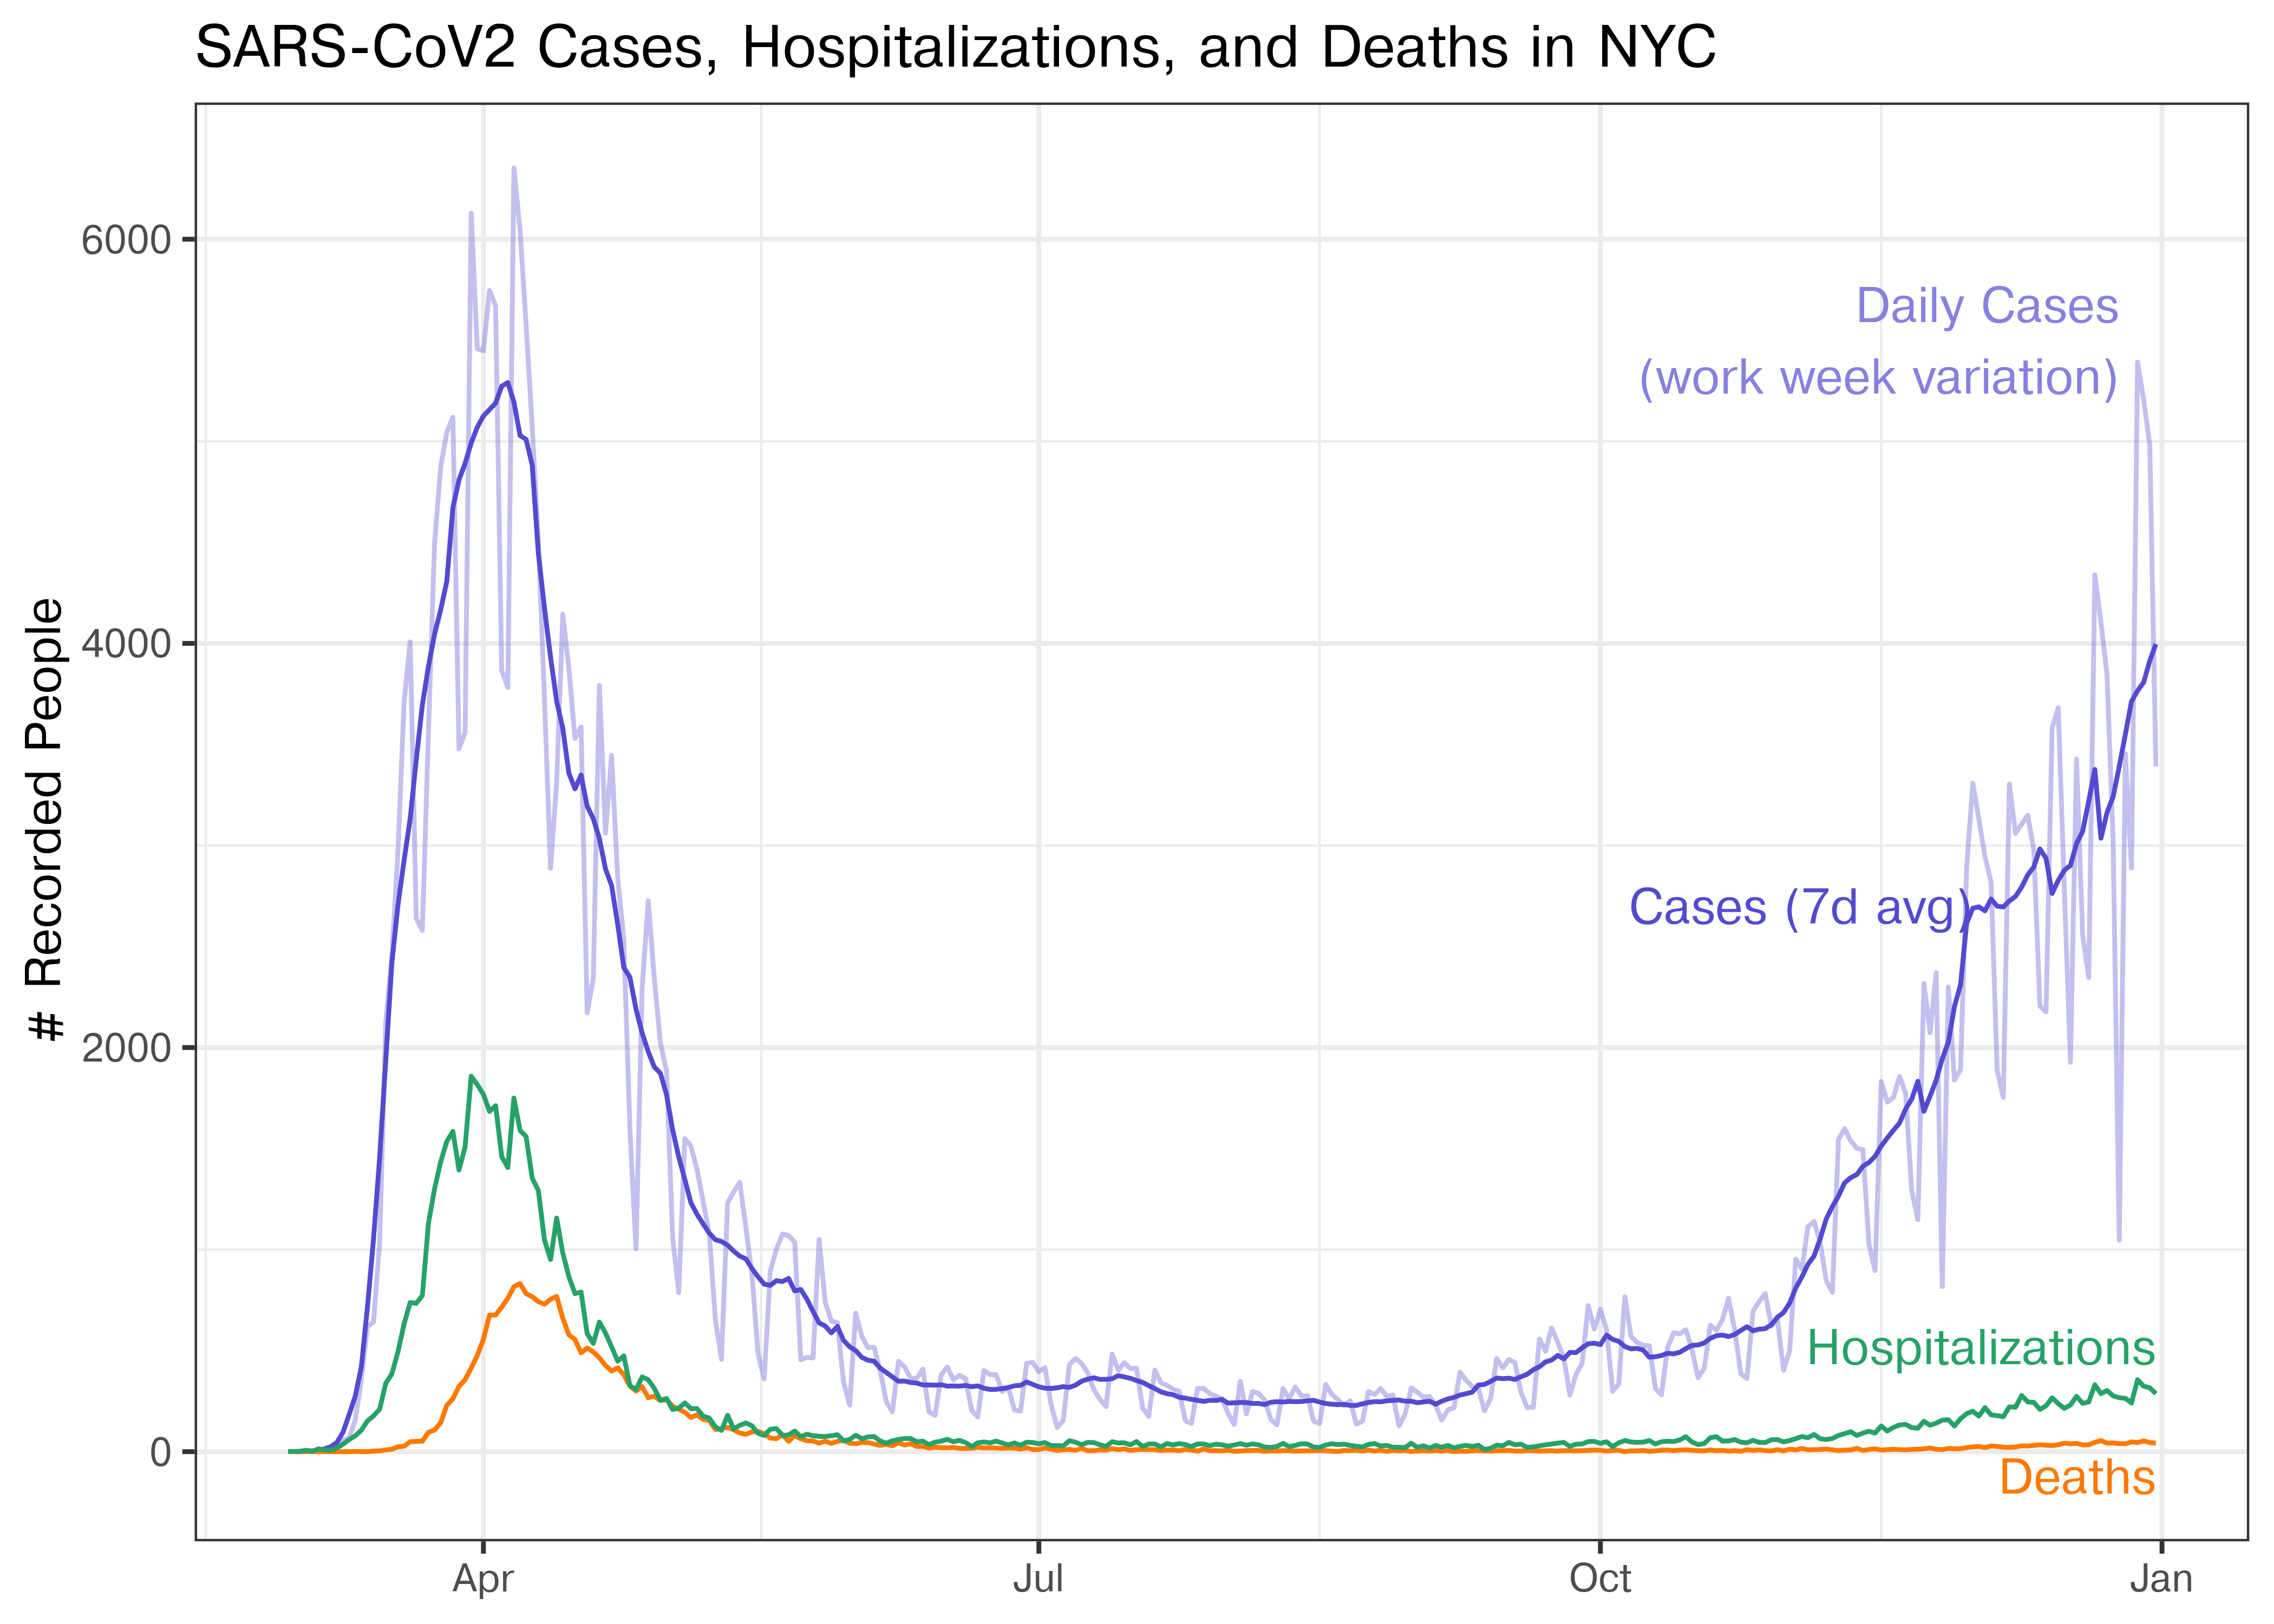 SARS-CoV2 Cases, Hospitalizations, and Deaths in NYC
# Recorded People
6000
4000
2000
0
Daily Cases
(work week variation)
Cases (7d avg)
Hospitalizations
Deaths
Apr
Jul
Oct
Jan